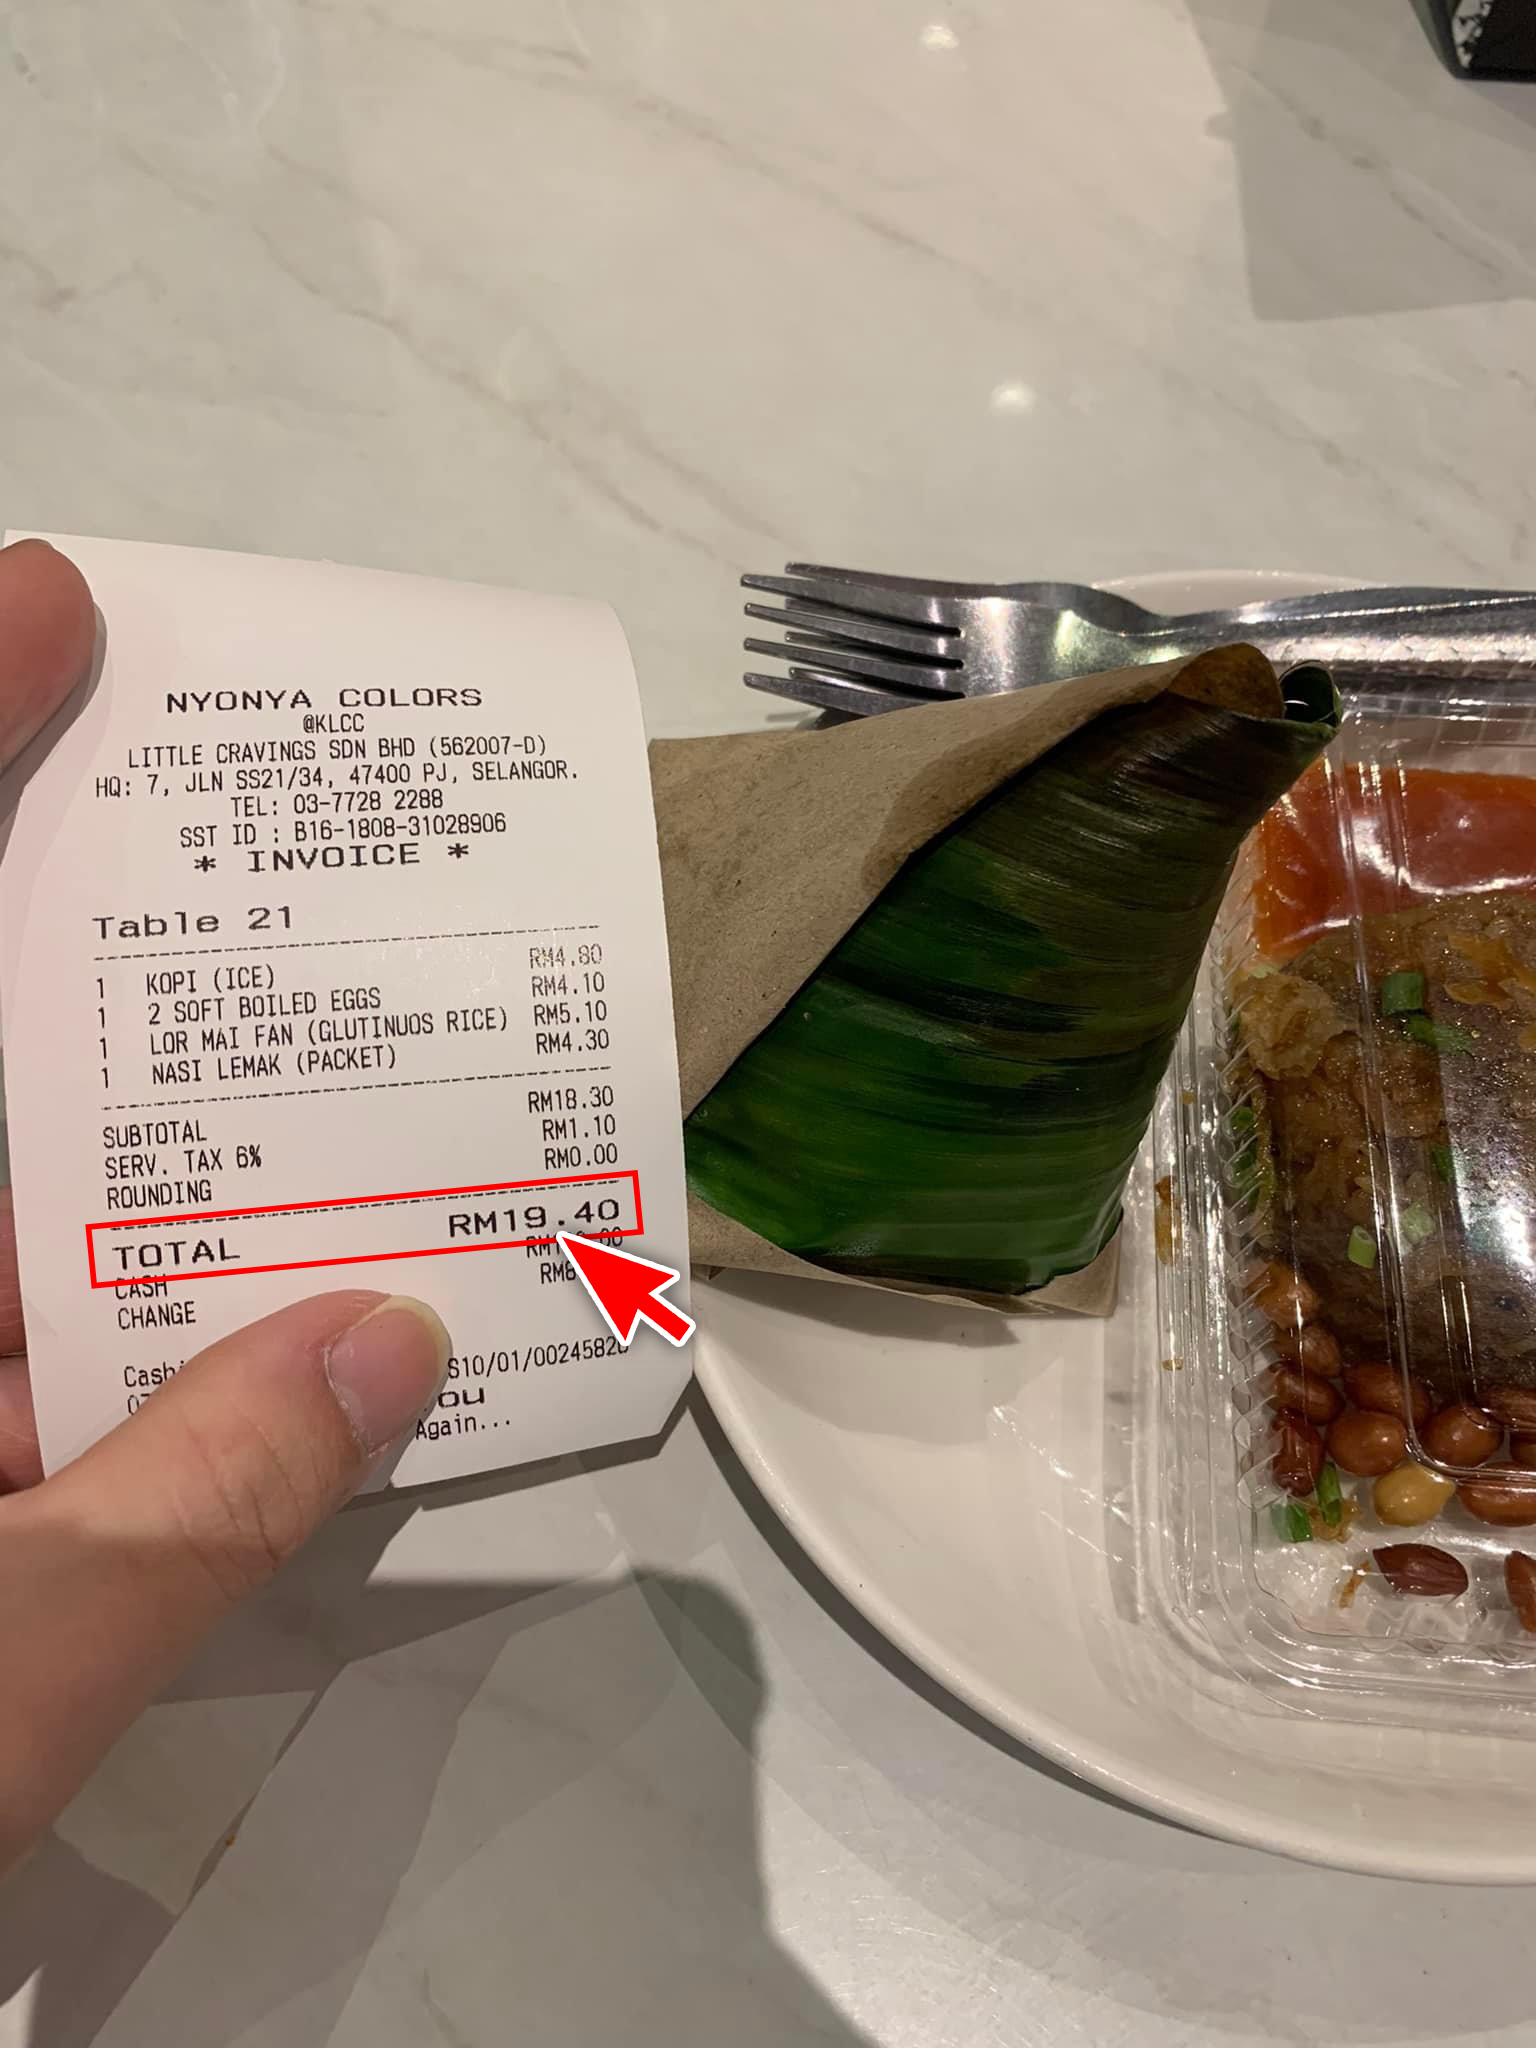 NYONYA COLORS
@KLCC
LITTLE CRAVINGS SDN BHD (562007-D)
HQ: 7, JLN SS21/34, 47400 PJ, SELANGOR.
TEL: 03-7728 2288
SST ID : B16-1808-31028906
* INVOICE *
Table 21
1 KOPI (ICE) RM4.80
1 2 SOFT BOILED EGGS RM4.10
1 LOR MAI FAN (GLUTINUOS RICE) RM5.10
1 NASI LEMAK (PACKET) RM4.30
SUBTOTAL RM18.30
SERV. TAX 6% RM1.10
ROUNDING RM0.00
TOTAL RM19.40
CASH
CHANGE
Again...